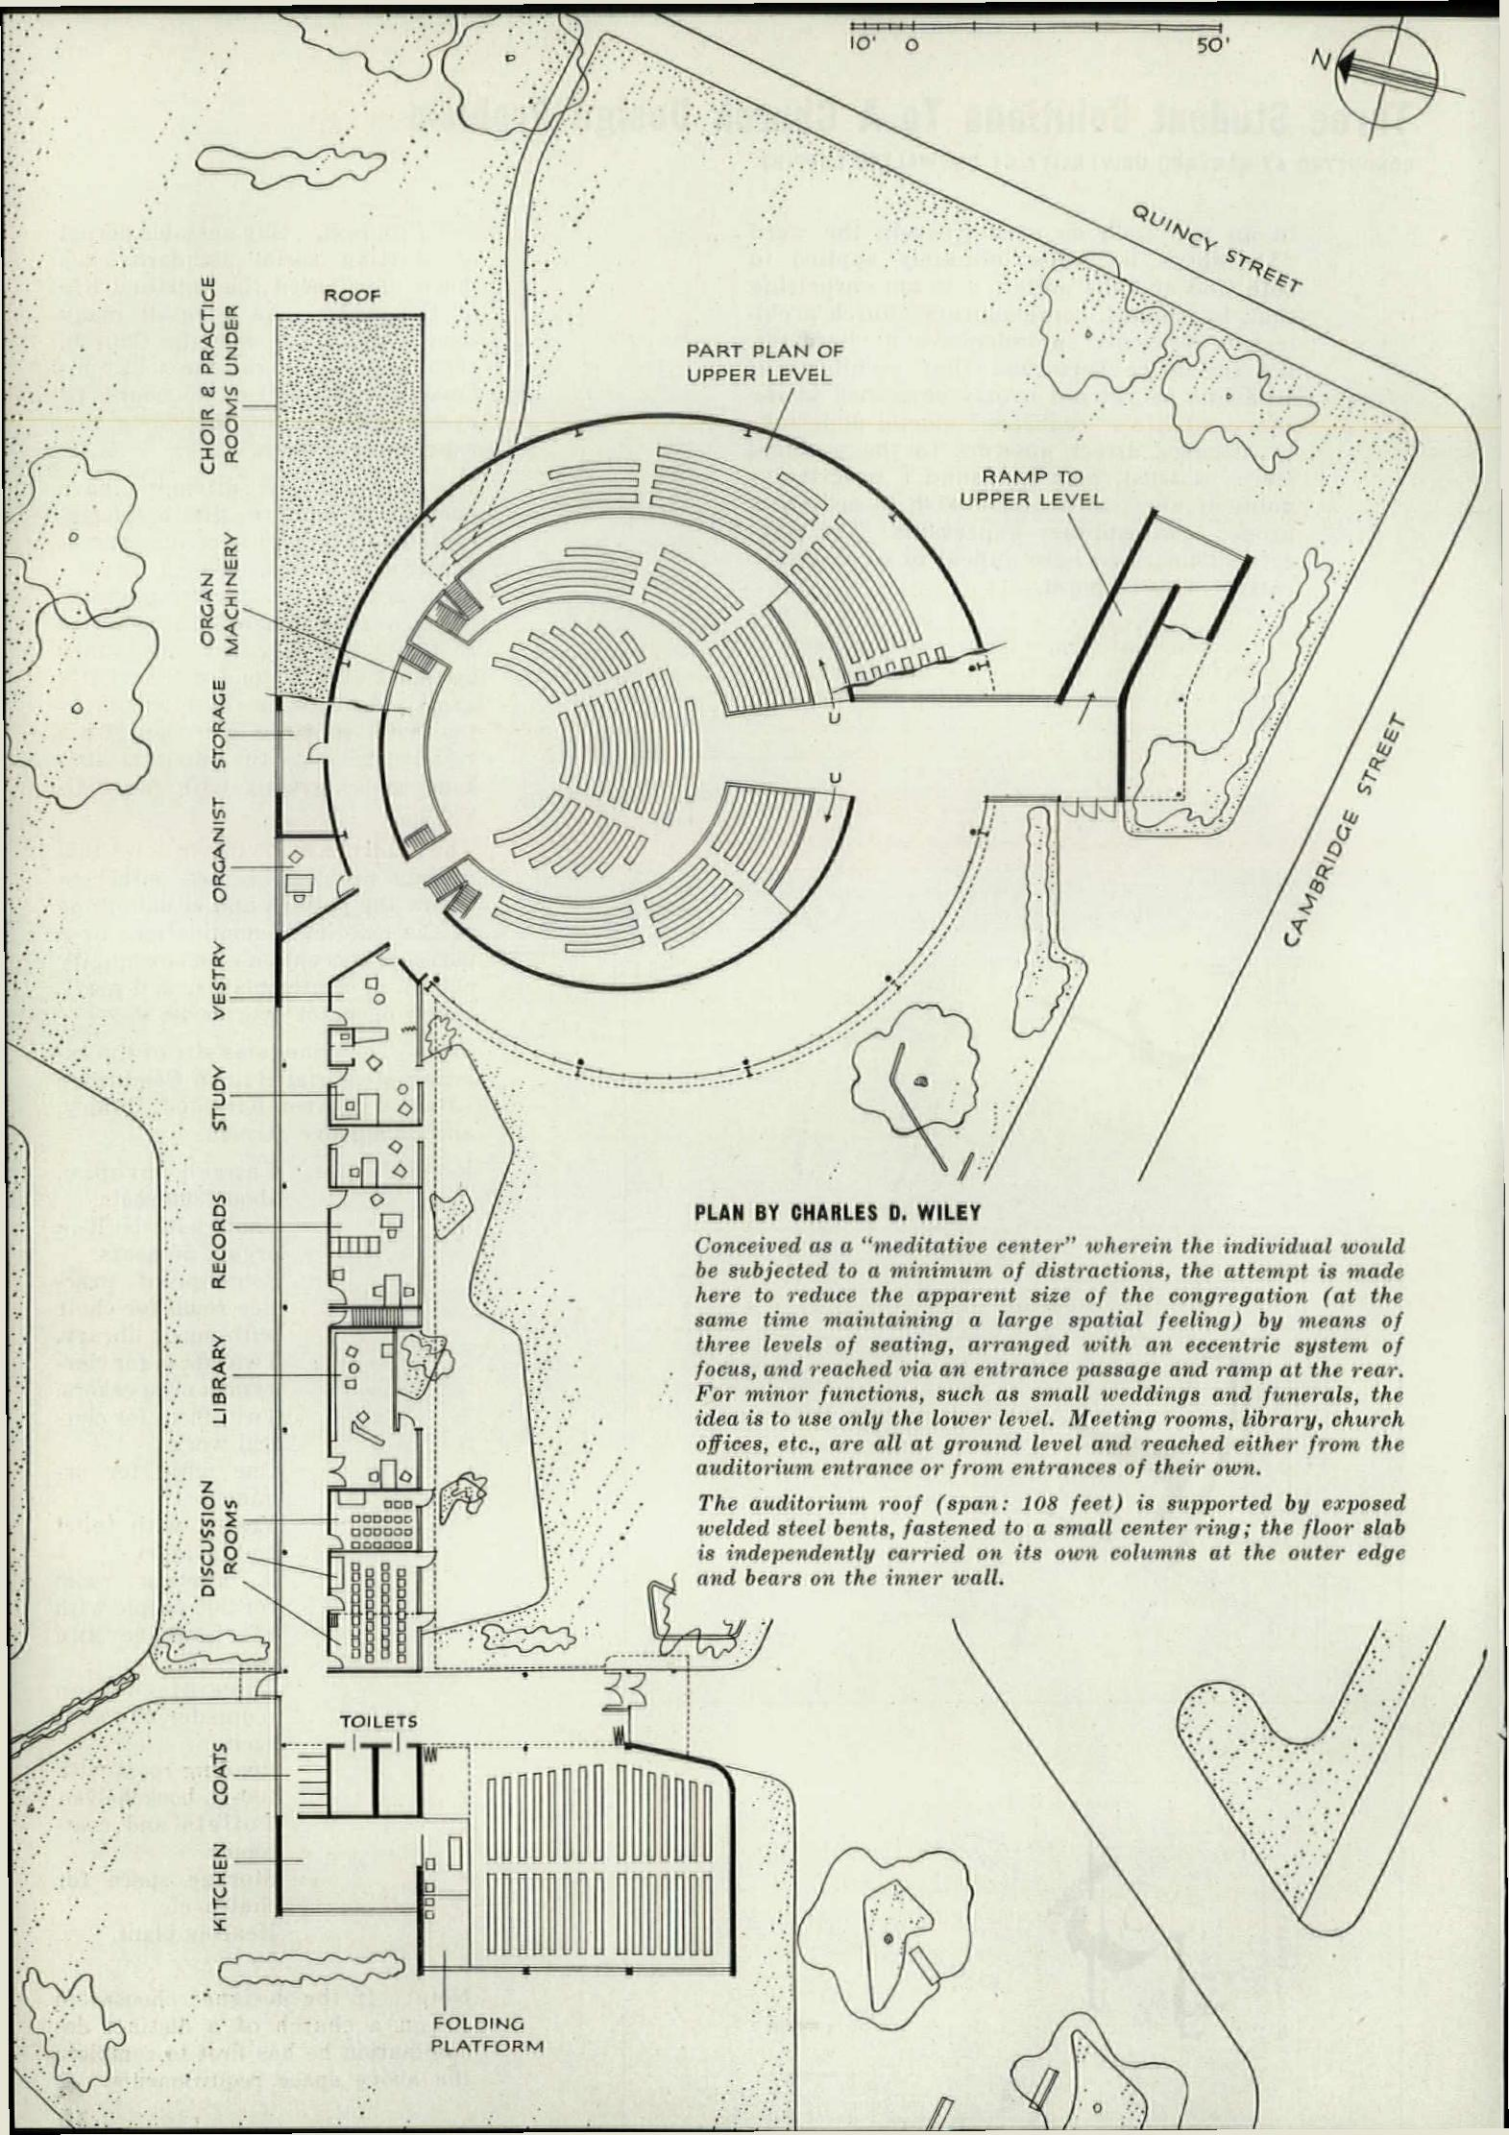 10' 0 50'
N
QUINCY STREET
ROOF
CHOIR & PRACTICE
ROOMS UNDER
PART PLAN OF
UPPER LEVEL
RAMP TO
UPPER LEVEL
ORGAN
MACHINERY
STORAGE
U
U
ORGANIST
CAMBRIDGE STREET
VESTRY
STUDY
RECORDS
LIBRARY
DISCUSSION
ROOMS
PLAN BY CHARLES D. WILEY
Conceived as a “meditative center” wherein the individual would
be subjected to a minimum of distractions, the attempt is made
here to reduce the apparent size of the congregation (at the
same time maintaining a large spatial feeling) by means of
three levels of seating, arranged with an eccentric system of
focus, and reached via an entrance passage and ramp at the rear.
For minor functions, such as small weddings and funerals, the
idea is to use only the lower level. Meeting rooms, library, church
offices, etc., are all at ground level and reached either from the
auditorium entrance or from entrances of their own.
The auditorium roof (span: 108 feet) is supported by exposed
welded steel bents, fastened to a small center ring; the floor slab
is independently carried on its own columns at the outer edge
and bears on the inner wall.
TOILETS
COATS
KITCHEN
FOLDING
PLATFORM